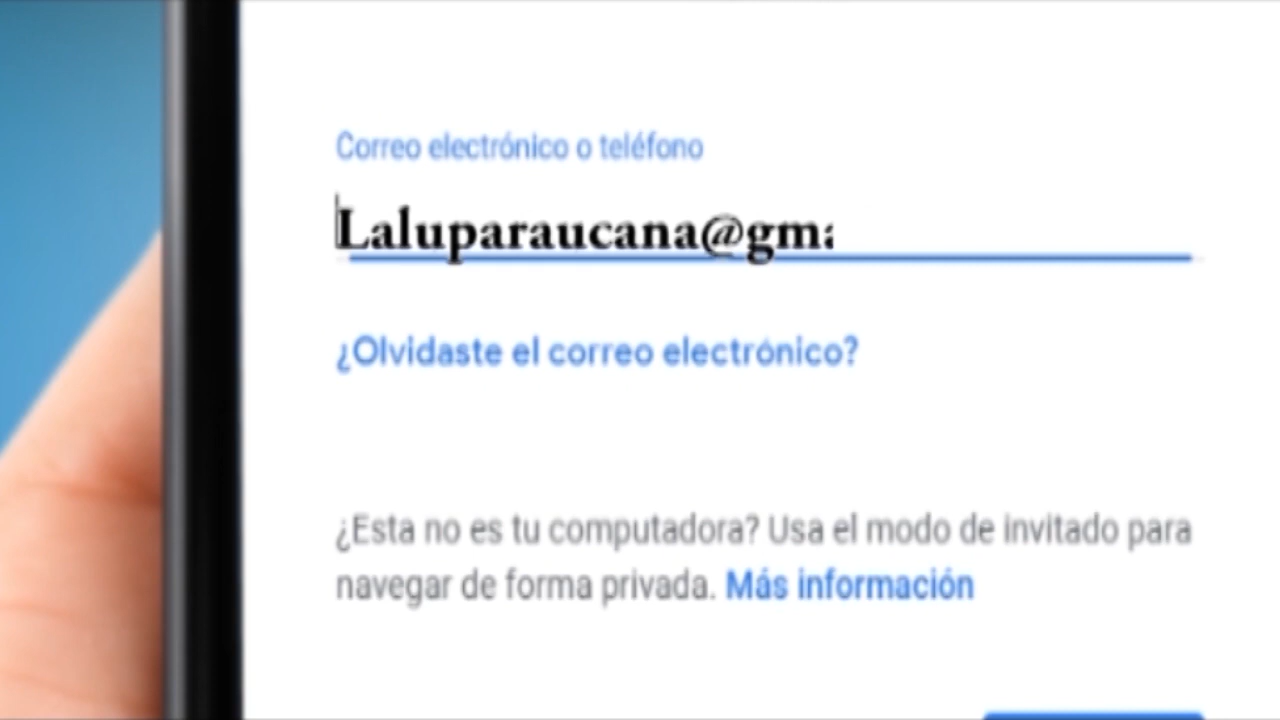 Correo electrónico o teléfono
Laluparaucana@gma
¿Olvidaste el correo electrónico?
¿Esta no es tu computadora? Usa el modo de invitado para
navegar de forma privada. Más información